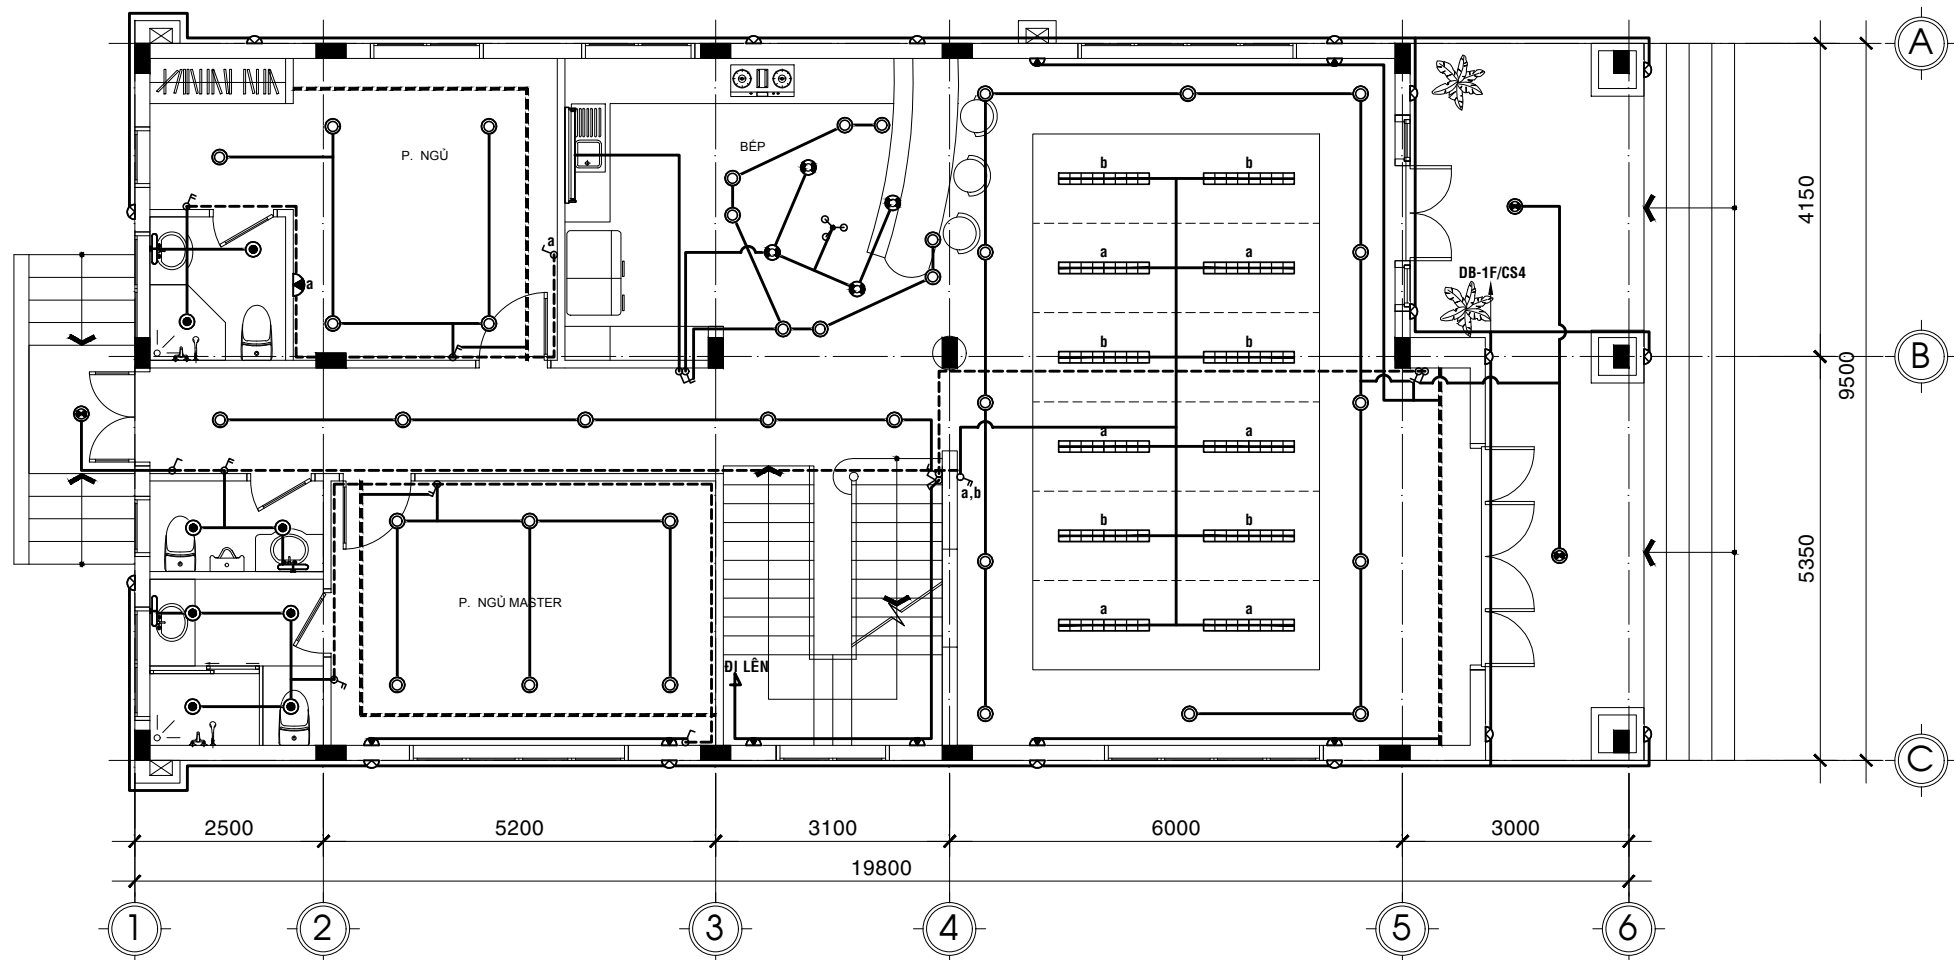 A
P. NGỦ
BẾP
b b
4150
a
a a
DB-1F/CS4
a
b b
B
9500
a a
a,b
b b
5350
P. NGỦ MASTER
a a
ĐI LÊN
C
2500 5200 3100 6000 3000
19800
1 2 3 4 5 6